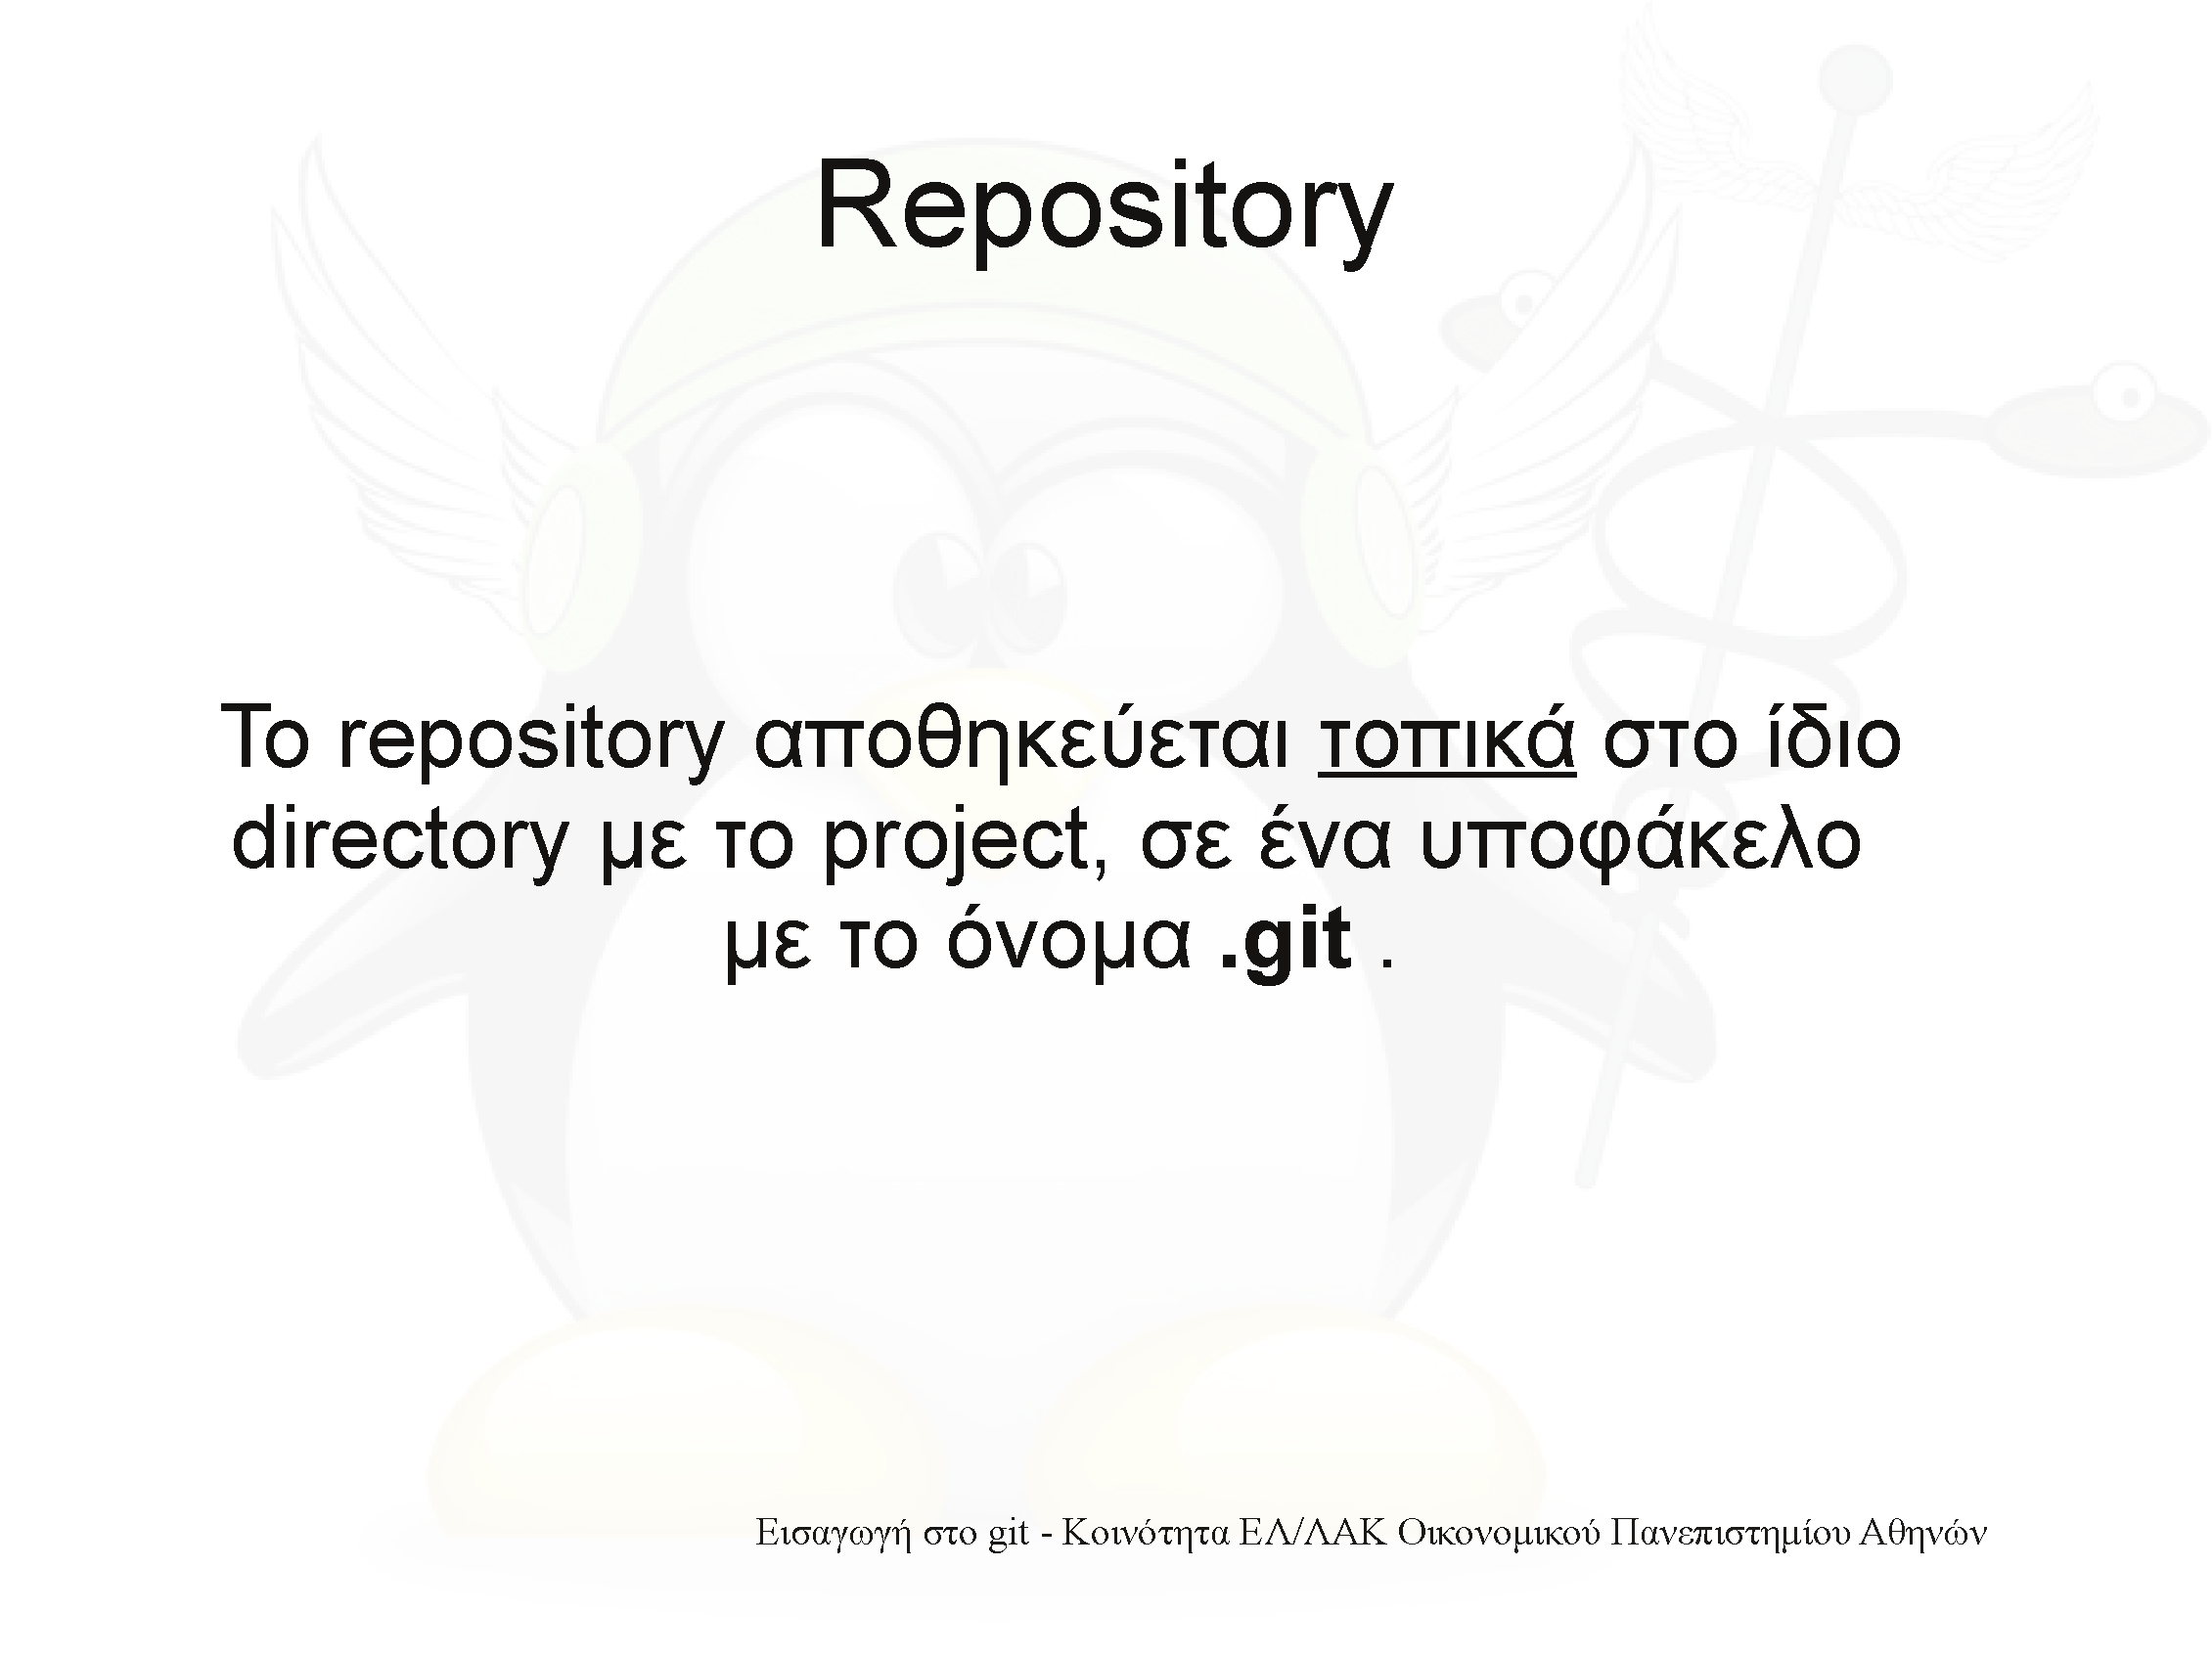 Repository
Το repository αποθηκεύεται τοπικά στο ίδιο
directory με το project, σε ένα υποφάκελο
με το όνομα .git .
Εισαγωγή στο git - Κοινότητα ΕΛ/ΛΑΚ Οικονομικού Πανεπιστημίου Αθηνών